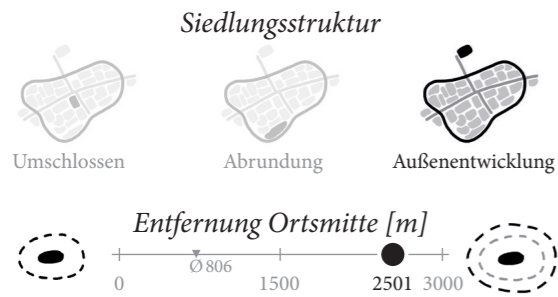 Siedlungsstruktur
Umschlossen Abrundung Außenentwicklung
Entfernung Ortsmitte [m]
Ø 806
0 1500 2501 3000